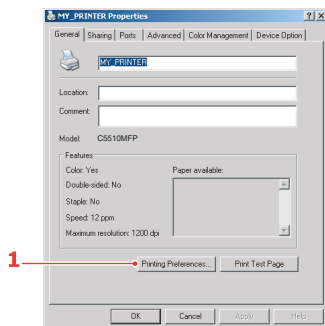 MY_PRINTER Properties
General Sharing Ports Advanced Color Management Device Option
MY_PRINTER
Location:
Comment:
Model: C5510MFP
Features
Color: Yes Paper available:
Double-sided: No
Staple: No
Speed: 12 ppm
Maximum resolution: 1200 dpi
1
Printing Preferences... Print Test Page
OK Cancel Apply Help